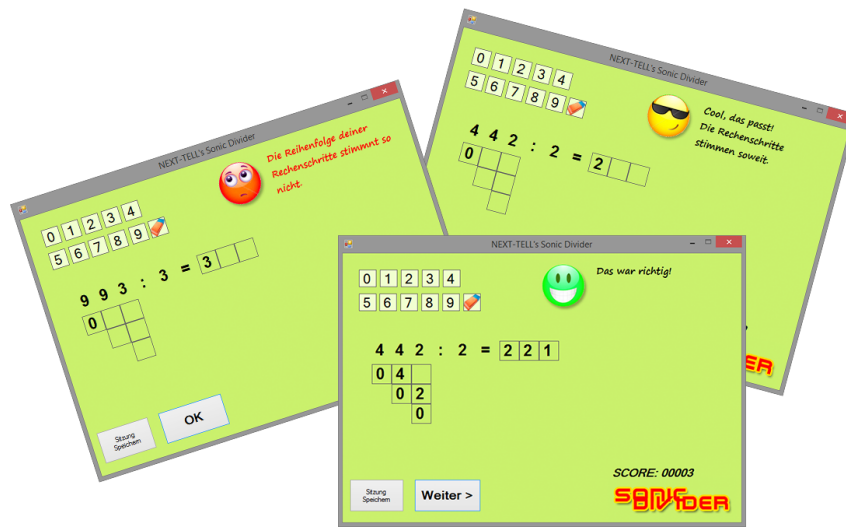 NEXT-TELL's Sonic Divider
0 1 2 3 4
5 6 7 8 9
Die Reihenfolge deiner
Rechenschritte stimmnt so
nicht.
9 9 3 : 3 = 3
0
Sitzung
Speichern
OK
NEXT-TELL's Sonic Divider
0 1 2 3 4
5 6 7 8 9
Cool, das passt!
Die Rechenschritte
stimmen soweit.
4 4 2 : 2 = 2
0
NEXT-TELL's Sonic Divider
0 1 2 3 4
5 6 7 8 9
Das war richtig!
4 4 2 : 2 = 2 2 1
0 4
0 2
0
Sitzung
Speichern
Weiter >
SCORE: 00003
SONIC
DIVIDER